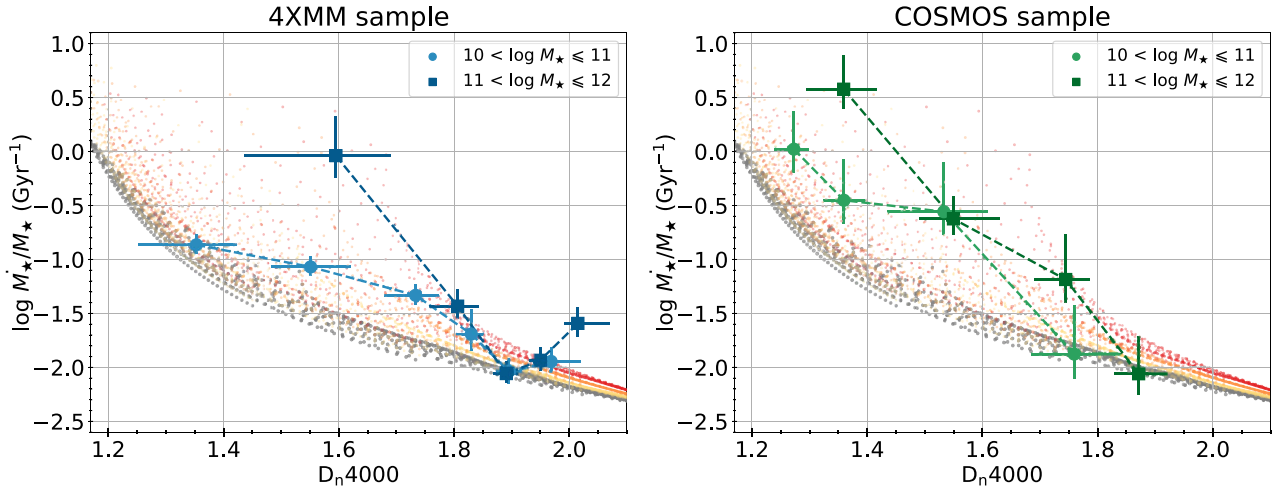 4XMM sample
COSMOS sample
10 < log M★ ⩽ 11
11 < log M★ ⩽ 12
10 < log M★ ⩽ 11
11 < log M★ ⩽ 12
log Ṁ★/M★ (Gyr⁻¹)
1.0
0.5
0.0
−0.5
−1.0
−1.5
−2.0
−2.5
1.2 1.4 1.6 1.8 2.0
Dₙ4000
log Ṁ★/M★ (Gyr⁻¹)
1.0
0.5
0.0
−0.5
−1.0
−1.5
−2.0
−2.5
1.2 1.4 1.6 1.8 2.0
Dₙ4000